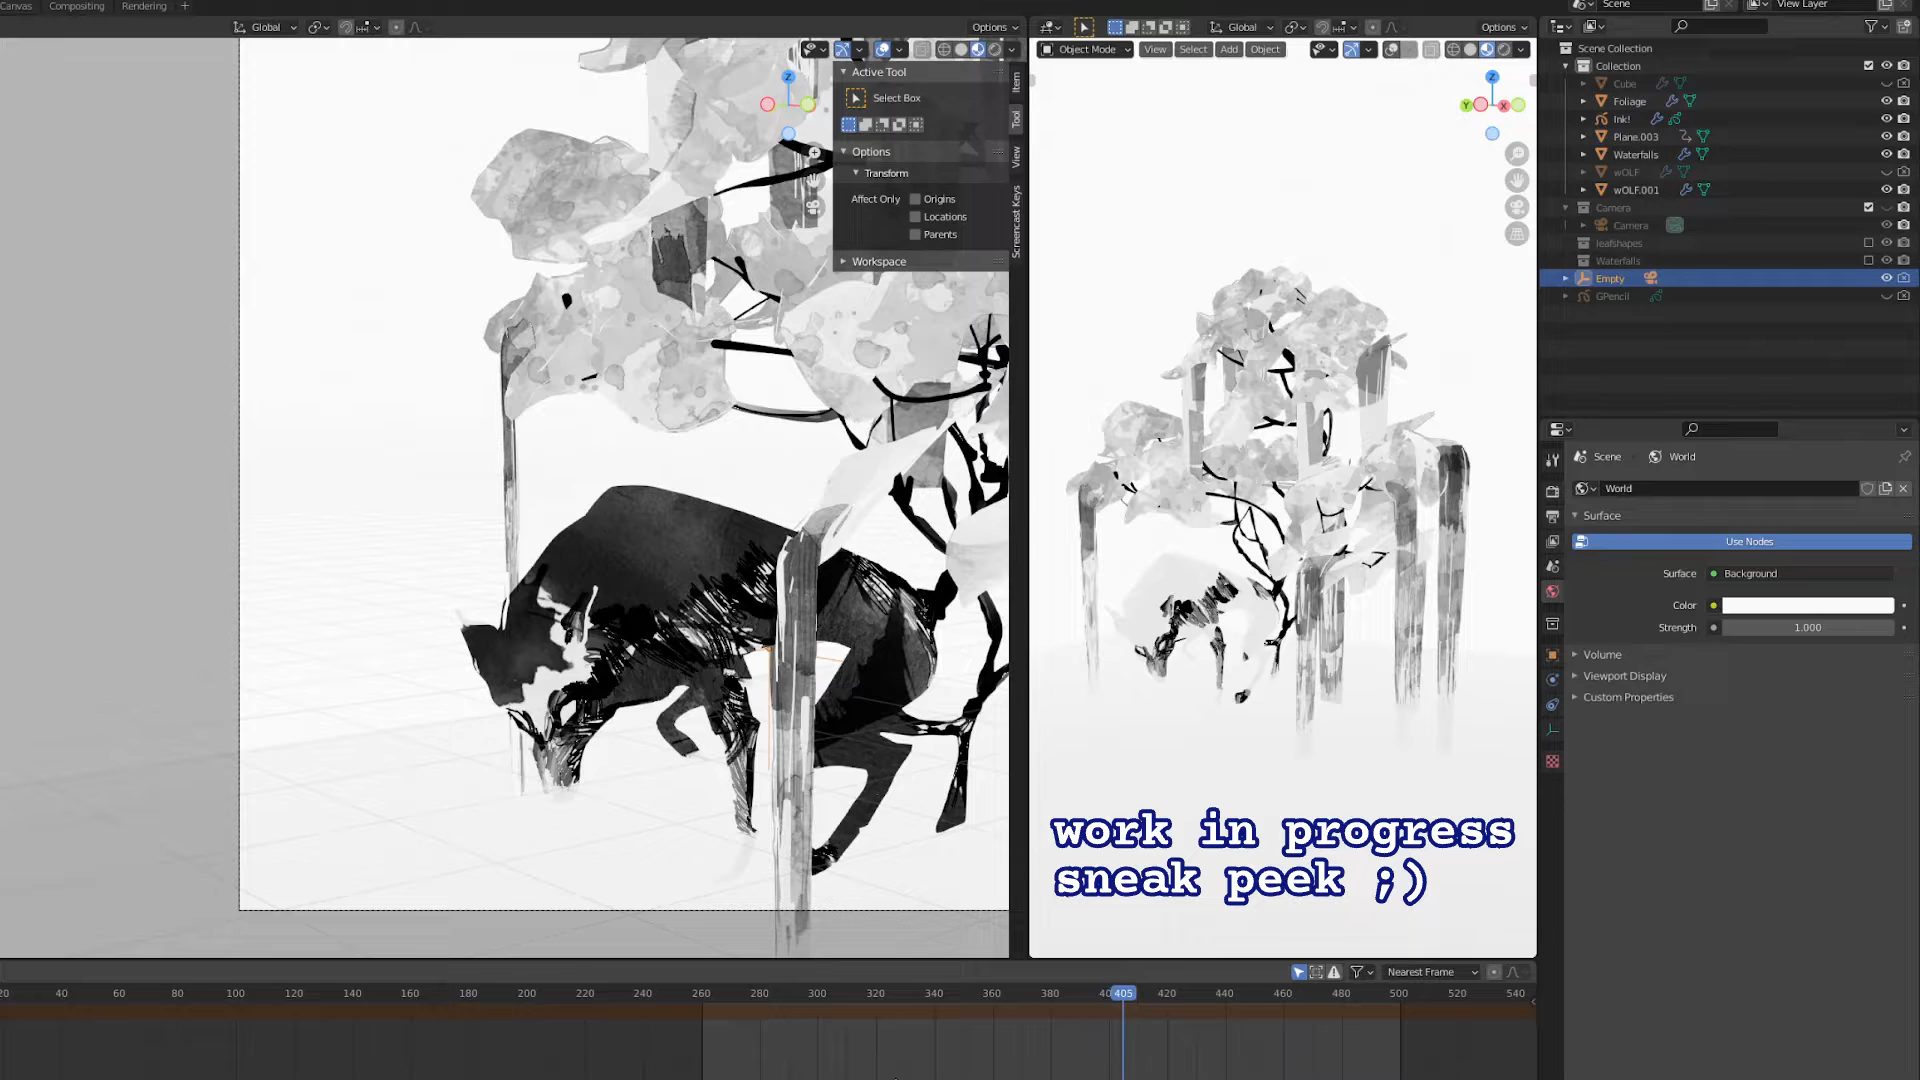 Canvas Compositing Rendering +
Scene View Layer
Global Options
Global Options
Object Mode View Select Add Object
Active Tool
Select Box
Options
Transform
Affect Only Origins
Locations
Parents
Workspace
Item
Tool
View
Screencast Keys
Z
Z
Y X
Scene Collection
Collection
Cube
Foliage
Ink!
Plane.003
Waterfalls
wOLF
wOLF.001
Camera
Camera
leafshapes
Waterfalls
Empty
GPencil
Scene World
World
Surface
Use Nodes
Surface Background
Color
Strength 1.000
Volume
Viewport Display
Custom Properties
work in progress
sneak peek ;)
Nearest Frame
20 40 60 80 100 120 140 160 180 200 220 240 260 280 300 320 340 360 380 40 405 420 440 460 480 500 520 540